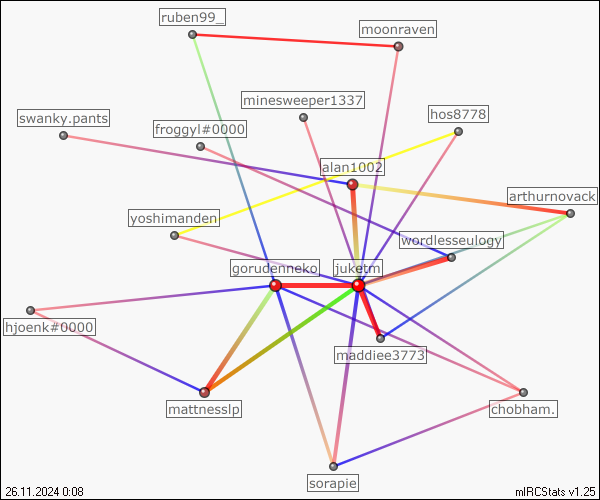 ruben99_
moonraven
minesweeper1337
swanky.pants
hos8778
froggyl#0000
alan1002
arthurnovack
yoshimanden
wordlesseulogy
gorudenneko
juketm
hjoenk#0000
maddiee3773
mattnesslp
chobham.
sorapie
26.11.2024 0:08
mIRCStats v1.25